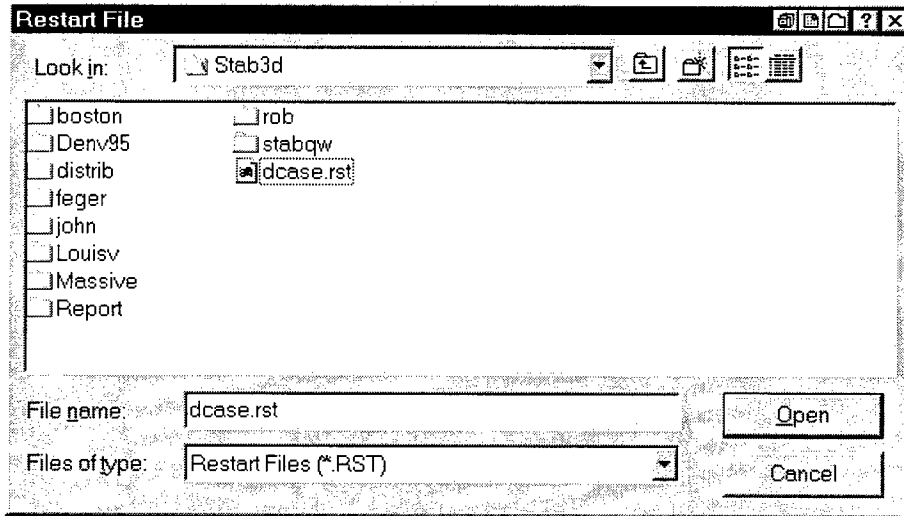 Restart File
Look in: Stab3d
boston
Denv95
distrib
feger
john
Louisv
Massive
Report
rob
stabqw
dcase.rst
File name: dcase.rst
Open
Files of type: Restart Files (*.RST)
Cancel